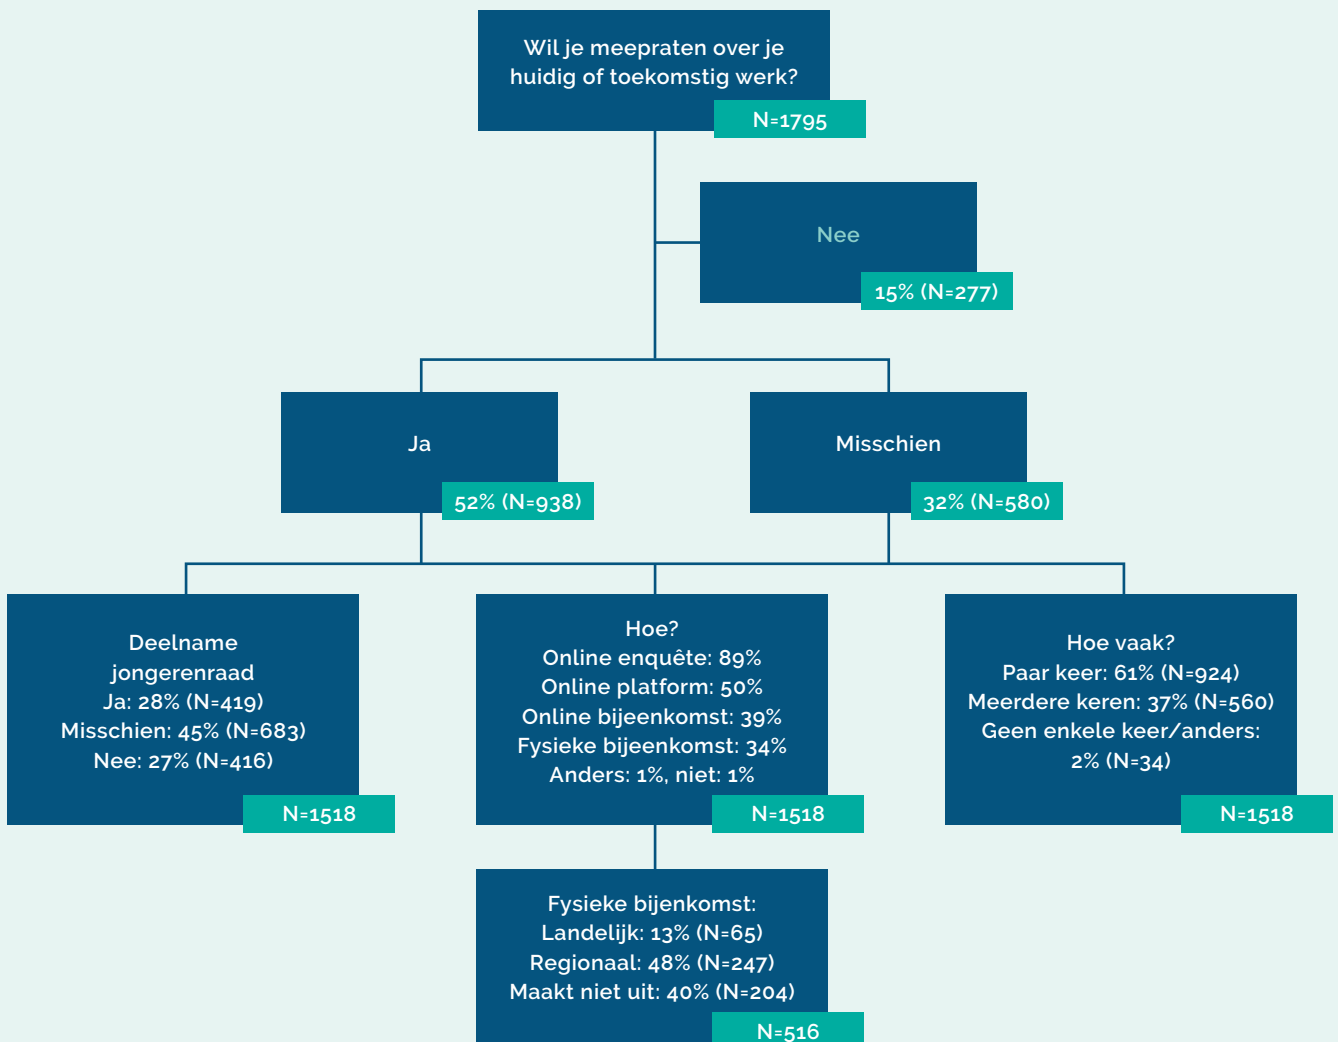 Wil je meepraten over je
huidig of toekomstig werk?
N=1795
Nee
15% (N=277)
Ja
52% (N=938)
Misschien
32% (N=580)
Deelname
jongerenraad
Ja: 28% (N=419)
Misschien: 45% (N=683)
Nee: 27% (N=416)
N=1518
Hoe?
Online enquête: 89%
Online platform: 50%
Online bijeenkomst: 39%
Fysieke bijeenkomst: 34%
Anders: 1%, niet: 1%
N=1518
Hoe vaak?
Paar keer: 61% (N=924)
Meerdere keren: 37% (N=560)
Geen enkele keer/anders:
2% (N=34)
N=1518
Fysieke bijenkomst:
Landelijk: 13% (N=65)
Regionaal: 48% (N=247)
Maakt niet uit: 40% (N=204)
N=516